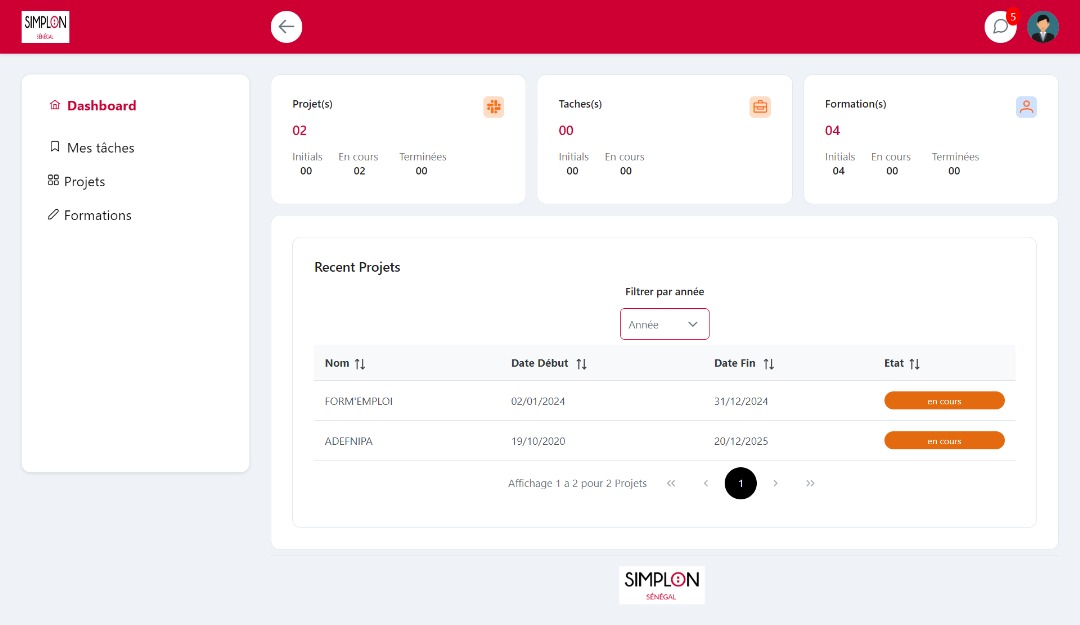 SIMPLON
SÉNÉGAL
5
Dashboard
Mes tâches
Projets
Formations
Projet(s)
02
Initials En cours Terminées
00 02 00
Taches(s)
00
Initials En cours
00 00
Formation(s)
04
Initials En cours Terminées
04 00 00
Recent Projets
Filtrer par année
Année
Nom Date Début Date Fin Etat
FORM'EMPLOI 02/01/2024 31/12/2024 en cours
ADEFNIPA 19/10/2020 20/12/2025 en cours
Affichage 1 a 2 pour 2 Projets « ‹ 1 › »
SIMPLON
SÉNÉGAL